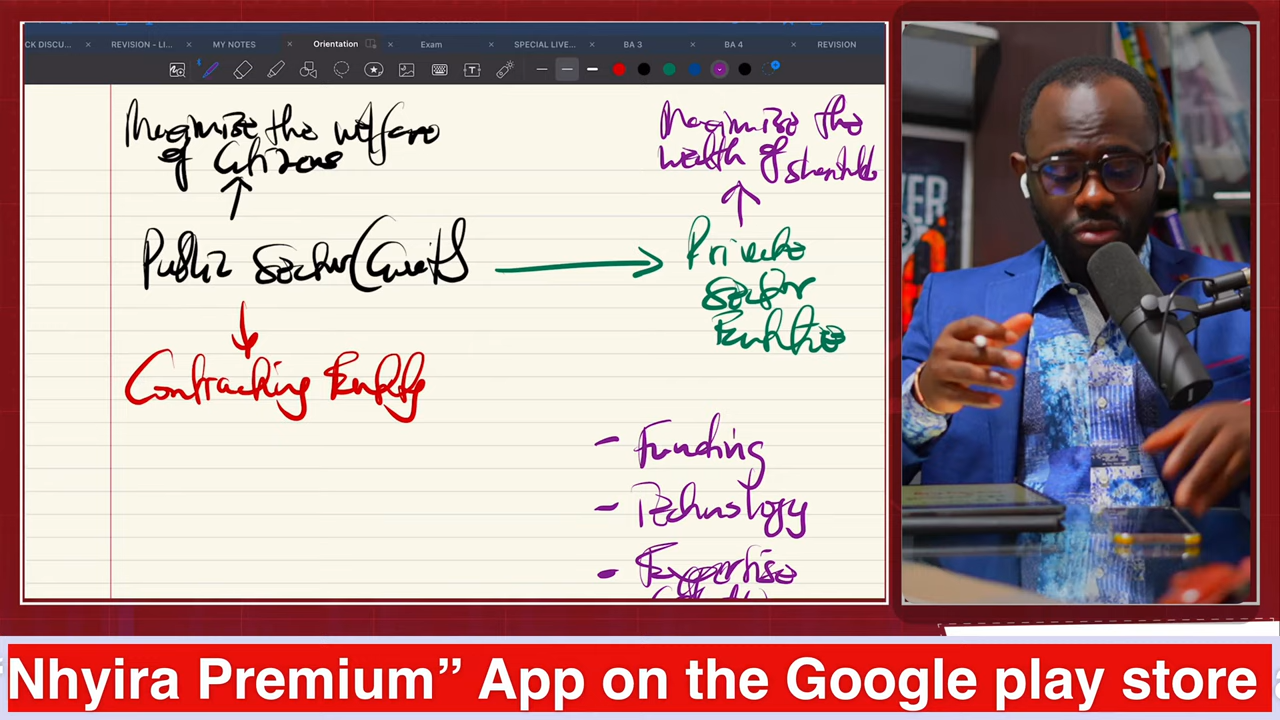 CK DISCU...
REVISION - LI...
MY NOTES
Orientation
Exam
SPECIAL LIVE...
BA 3
BA 4
REVISION
Maximize the welfare
of Citizens
Maximize the
wealth of
Public Sector (Gov't)
Private
Sector
Entities
Contracting Entity
- Funding
- Technology
- Expertise
Nhyira Premium” App on the Google play store